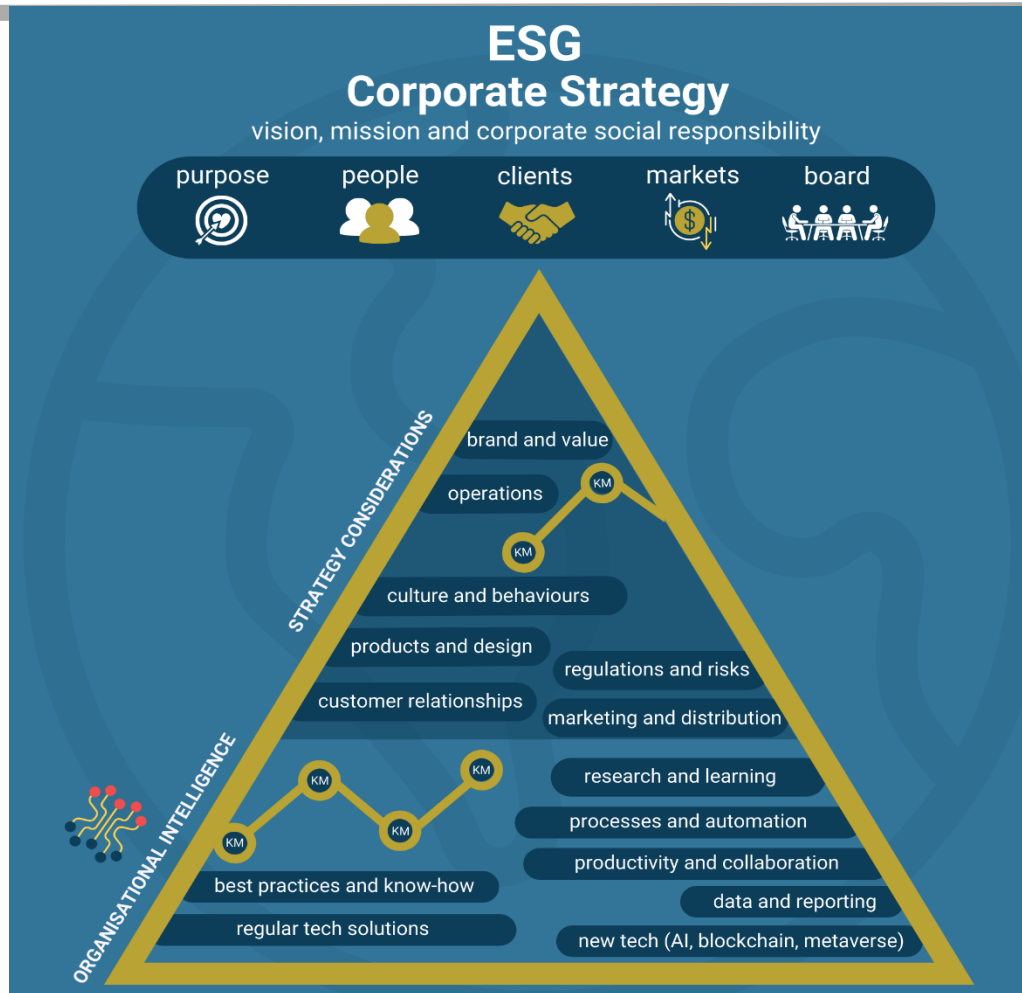 ESG
Corporate Strategy
vision, mission and corporate social responsibility
purpose people clients markets board
$
STRATEGY CONSIDERATIONS
brand and value
operations
KM
KM
culture and behaviours
products and design
regulations and risks
customer relationships
marketing and distribution
ORGANISATIONAL INTELLIGENCE
KM
KM
KM
KM
research and learning
processes and automation
productivity and collaboration
best practices and know-how
data and reporting
regular tech solutions
new tech (AI, blockchain, metaverse)